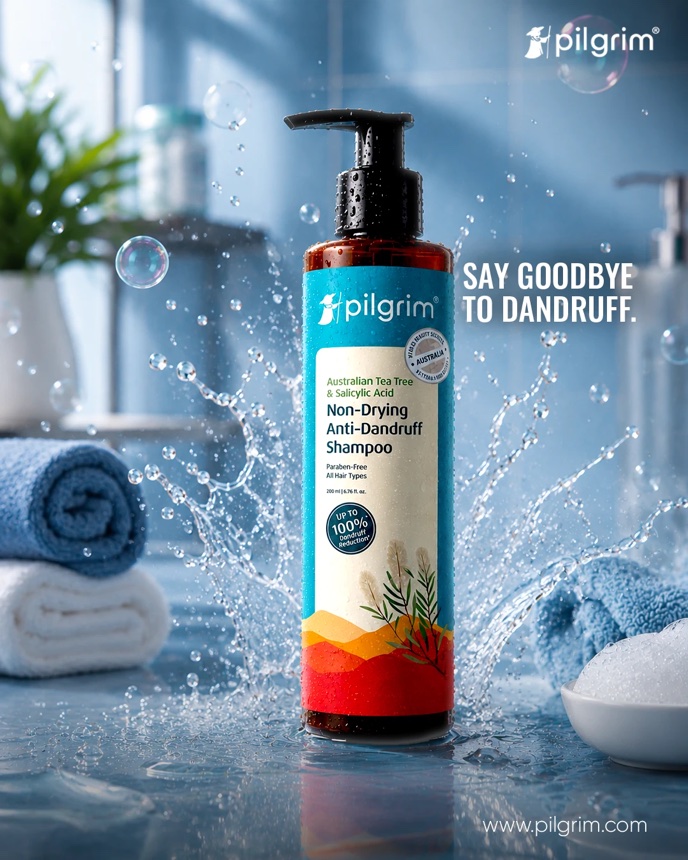 pilgrim®
SAY GOODBYE
TO DANDRUFF.
pilgrim®
AUSTRALIA
Australian Tea Tree
& Salicylic Acid
Non-Drying
Anti-Dandruff
Shampoo
Paraben-Free
All Hair Types
200 ml | 6.76 fl. oz.
UP TO
100%
Dandruff
Reduction*
www.pilgrim.com